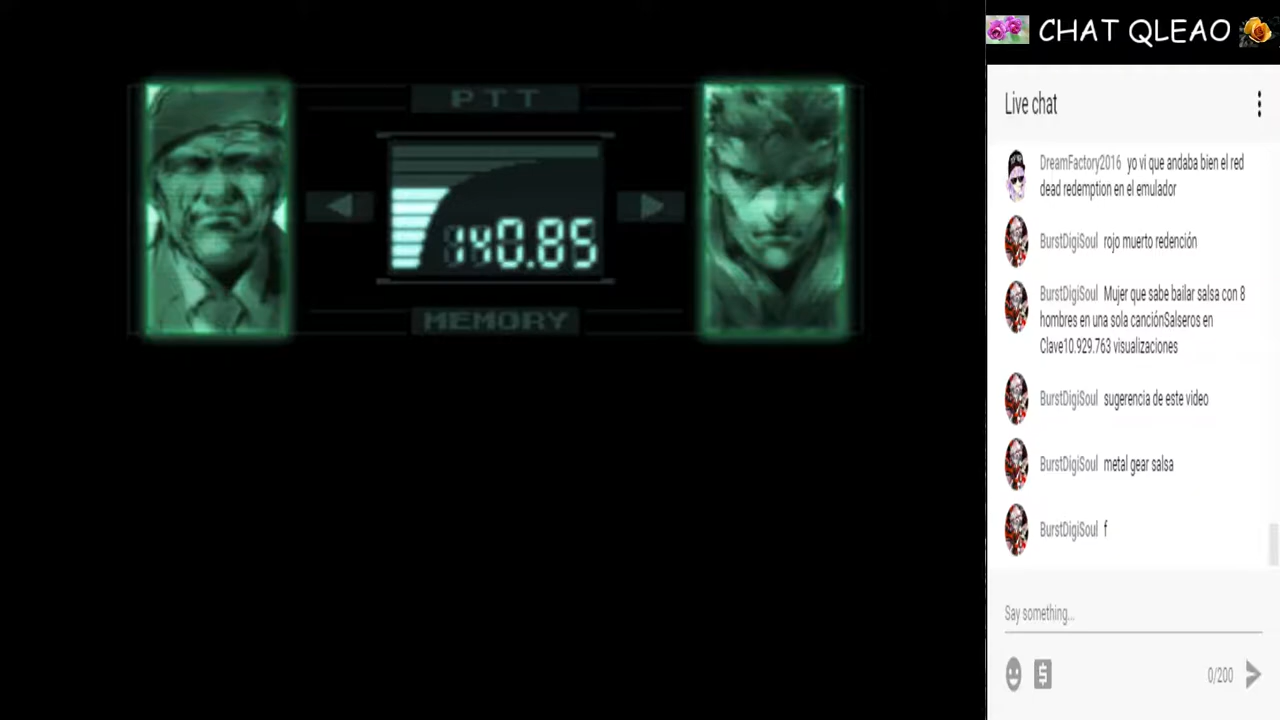 PTT
140.85
MEMORY
CHAT QLEAO
Live chat
DreamFactory2016 yo vi que andaba bien el red
dead redemption en el emulador
BurstDigiSoul rojo muerto redención
BurstDigiSoul Mujer que sabe bailar salsa con 8
hombres en una sola canciónSalseros en
Clave10.929.763 visualizaciones
BurstDigiSoul sugerencia de este video
BurstDigiSoul metal gear salsa
BurstDigiSoul f
Say something...
0/200